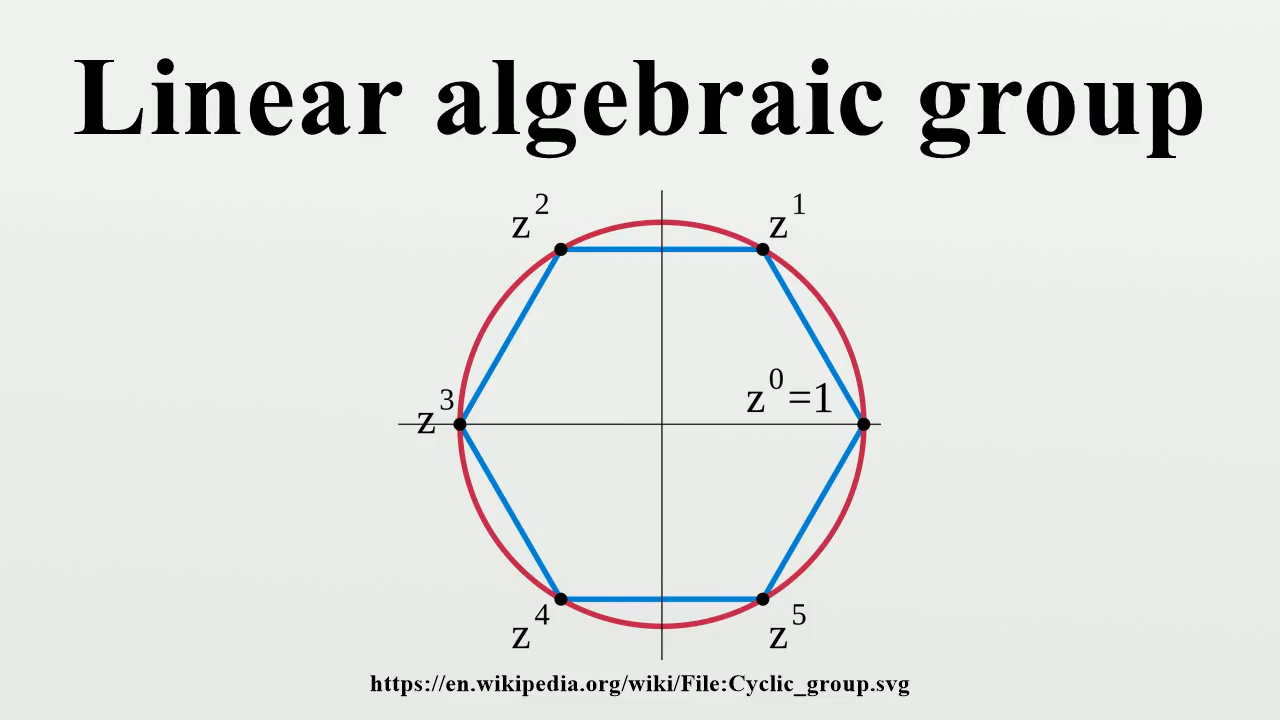 Linear algebraic group
z² z¹
z³ z⁰=1
z⁴ z⁵
https://en.wikipedia.org/wiki/File:Cyclic_group.svg